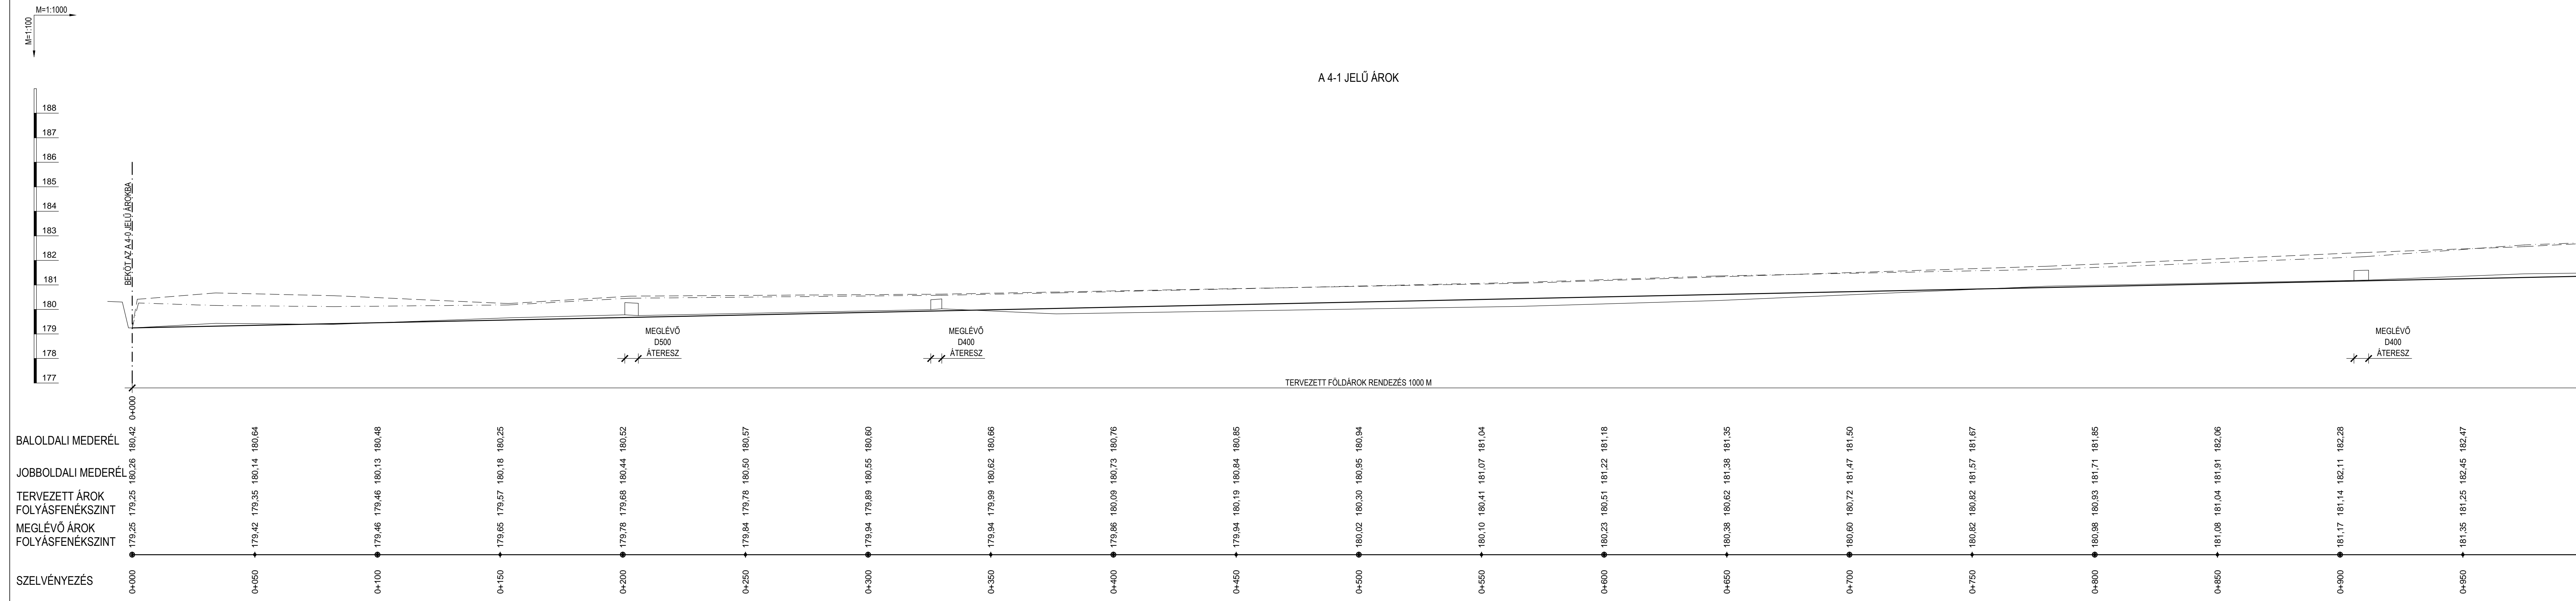 M=1:1000
M=1:100
A 4-1 JELŰ ÁROK
188
187
186
185
184
183
182
181
180
179
178
177
BEKÖT AZ A 4-0 JELŰ ÁROKBA
MEGLÉVŐ
D500
ÁTERESZ
MEGLÉVŐ
D400
ÁTERESZ
MEGLÉVŐ
D400
ÁTERESZ
TERVEZETT FÖLDÁROK RENDEZÉS 1000 M
0+000
BALOLDALI MEDERÉL 180,42 180,64 180,48 180,25 180,52 180,57 180,60 180,66 180,76 180,85 180,94 181,04 181,18 181,35 181,50 181,67 181,85 182,06 182,28 182,47
JOBBOLDALI MEDERÉL 180,26 180,14 180,13 180,18 180,44 180,50 180,55 180,62 180,73 180,84 180,95 181,07 181,22 181,38 181,47 181,57 181,71 181,91 182,11 182,45
TERVEZETT ÁROK
FOLYÁSFENÉKSZINT 179,25 179,35 179,46 179,57 179,68 179,78 179,89 179,99 180,09 180,19 180,30 180,41 180,51 180,62 180,72 180,82 180,93 181,04 181,14 181,25
MEGLÉVŐ ÁROK
FOLYÁSFENÉKSZINT 179,25 179,42 179,46 179,65 179,78 179,84 179,94 179,94 179,86 179,94 180,02 180,10 180,23 180,38 180,60 180,82 180,98 181,08 181,17 181,35
SZELVÉNYEZÉS 0+000 0+050 0+100 0+150 0+200 0+250 0+300 0+350 0+400 0+450 0+500 0+550 0+600 0+650 0+700 0+750 0+800 0+850 0+900 0+950